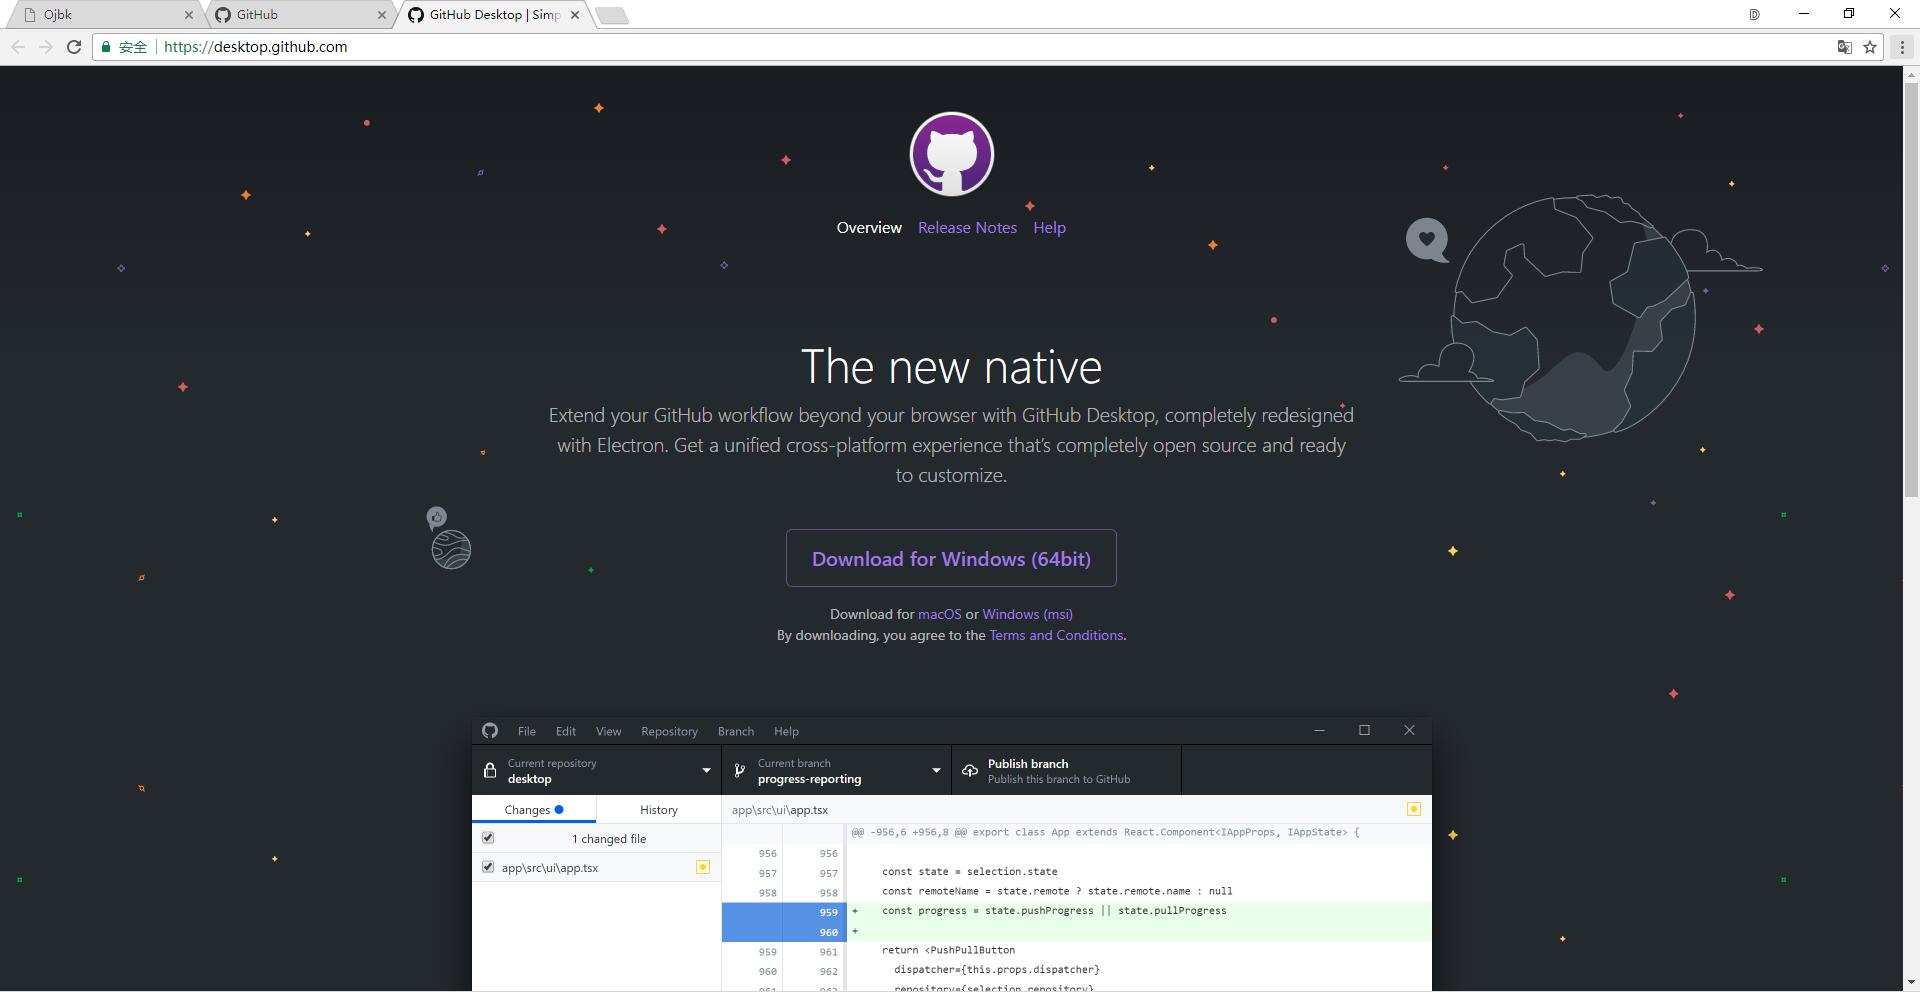 Ojbk
GitHub
GitHub Desktop | Simp
安全
https://desktop.github.com
Overview Release Notes Help
The new native
Extend your GitHub workflow beyond your browser with GitHub Desktop, completely redesigned
with Electron. Get a unified cross-platform experience that's completely open source and ready
to customize.
Download for Windows (64bit)
Download for macOS or Windows (msi)
By downloading, you agree to the Terms and Conditions.
File Edit View Repository Branch Help
Current repository
desktop
Current branch
progress-reporting
Publish branch
Publish this branch to GitHub
Changes
History
app\src\ui\app.tsx
1 changed file
app\src\ui\app.tsx
@@ -956,6 +956,8 @@ export class App extends React.Component<IAppProps, IAppState> {
956 956
957 957 const state = selection.state
958 958 const remoteName = state.remote ? state.remote.name : null
959 + const progress = state.pushProgress || state.pullProgress
960 +
959 961 return <PushPullButton
960 962 dispatcher={this.props.dispatcher}
961 963 repository={selection.repository}